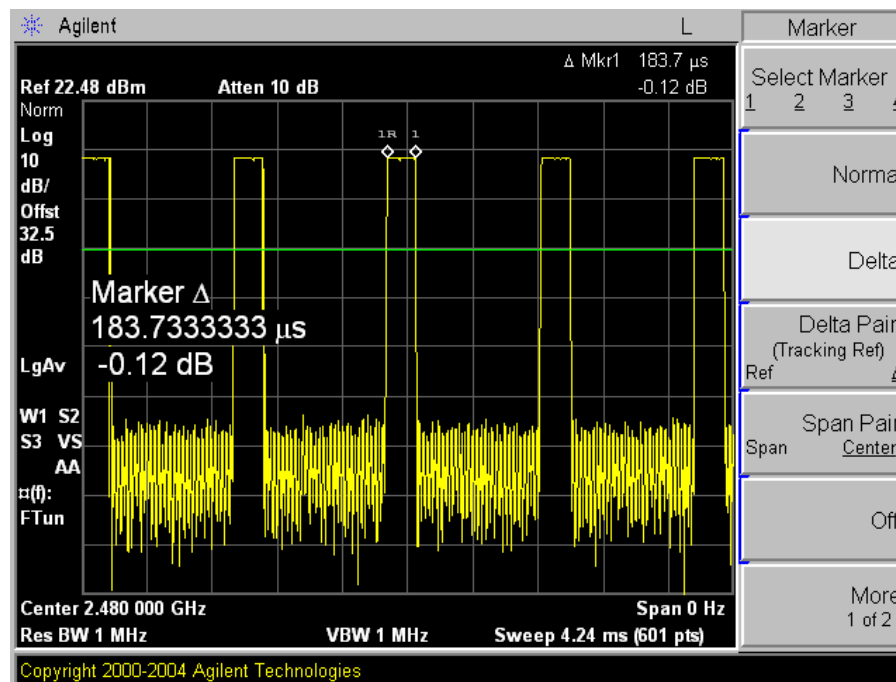 Agilent L Marker
Δ Mkr1 183.7 μs
Ref 22.48 dBm Atten 10 dB -0.12 dB
Norm
Log
10
dB/
Offset
32.5
dB
1R 1
Marker Δ
183.7333333 μs
-0.12 dB
LgAv
W1 S2
S3 VS
AA
¤(f):
FTun
Center 2.480 000 GHz Span 0 Hz
Res BW 1 MHz VBW 1 MHz Sweep 4.24 ms (601 pts)
Copyright 2000-2004 Agilent Technologies
Select Marker
1 2 3
Norma
Delta
Delta Pair
(Tracking Ref)
Ref
Span Pair
Span Center
Off
More
1 of 2